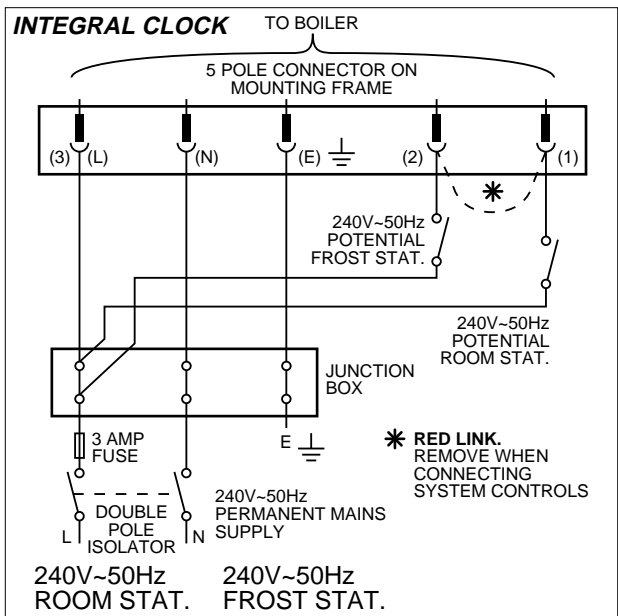 INTEGRAL CLOCK
TO BOILER
5 POLE CONNECTOR ON
MOUNTING FRAME
(3) (L) (N) (E) (2) (1)
240V~50Hz
POTENTIAL
FROST STAT.
240V~50Hz
POTENTIAL
ROOM STAT.
JUNCTION
BOX
3 AMP
FUSE
E
RED LINK.
REMOVE WHEN
CONNECTING
SYSTEM CONTROLS
240V~50Hz
PERMANENT MAINS
SUPPLY
DOUBLE
POLE
ISOLATOR
L
N
240V~50Hz
ROOM STAT.
240V~50Hz
FROST STAT.